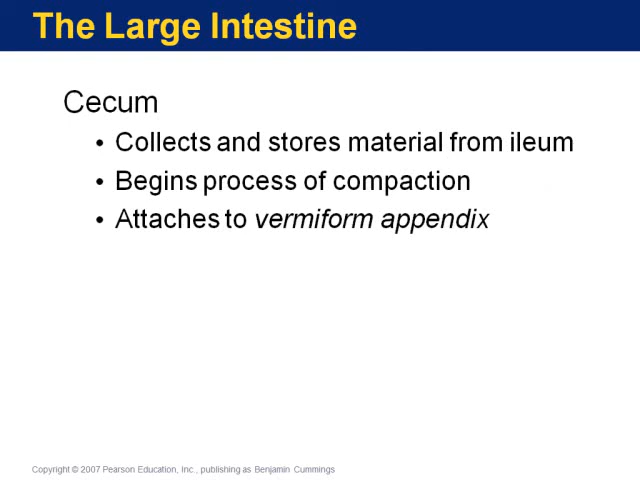 The Large Intestine
Cecum
• Collects and stores material from ileum
• Begins process of compaction
• Attaches to vermiform appendix
Copyright © 2007 Pearson Education, Inc., publishing as Benjamin Cummings